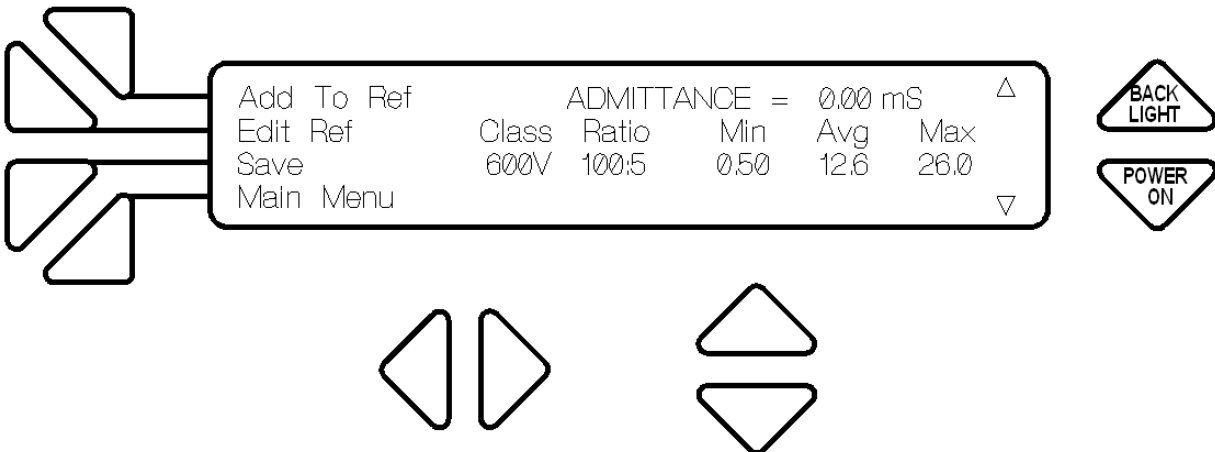 Add To Ref ADMITTANCE = 0.00 mS
Edit Ref Class Ratio Min Avg Max
Save 600V 100:5 0.50 12.6 26.0
Main Menu
BACK
LIGHT
POWER
ON